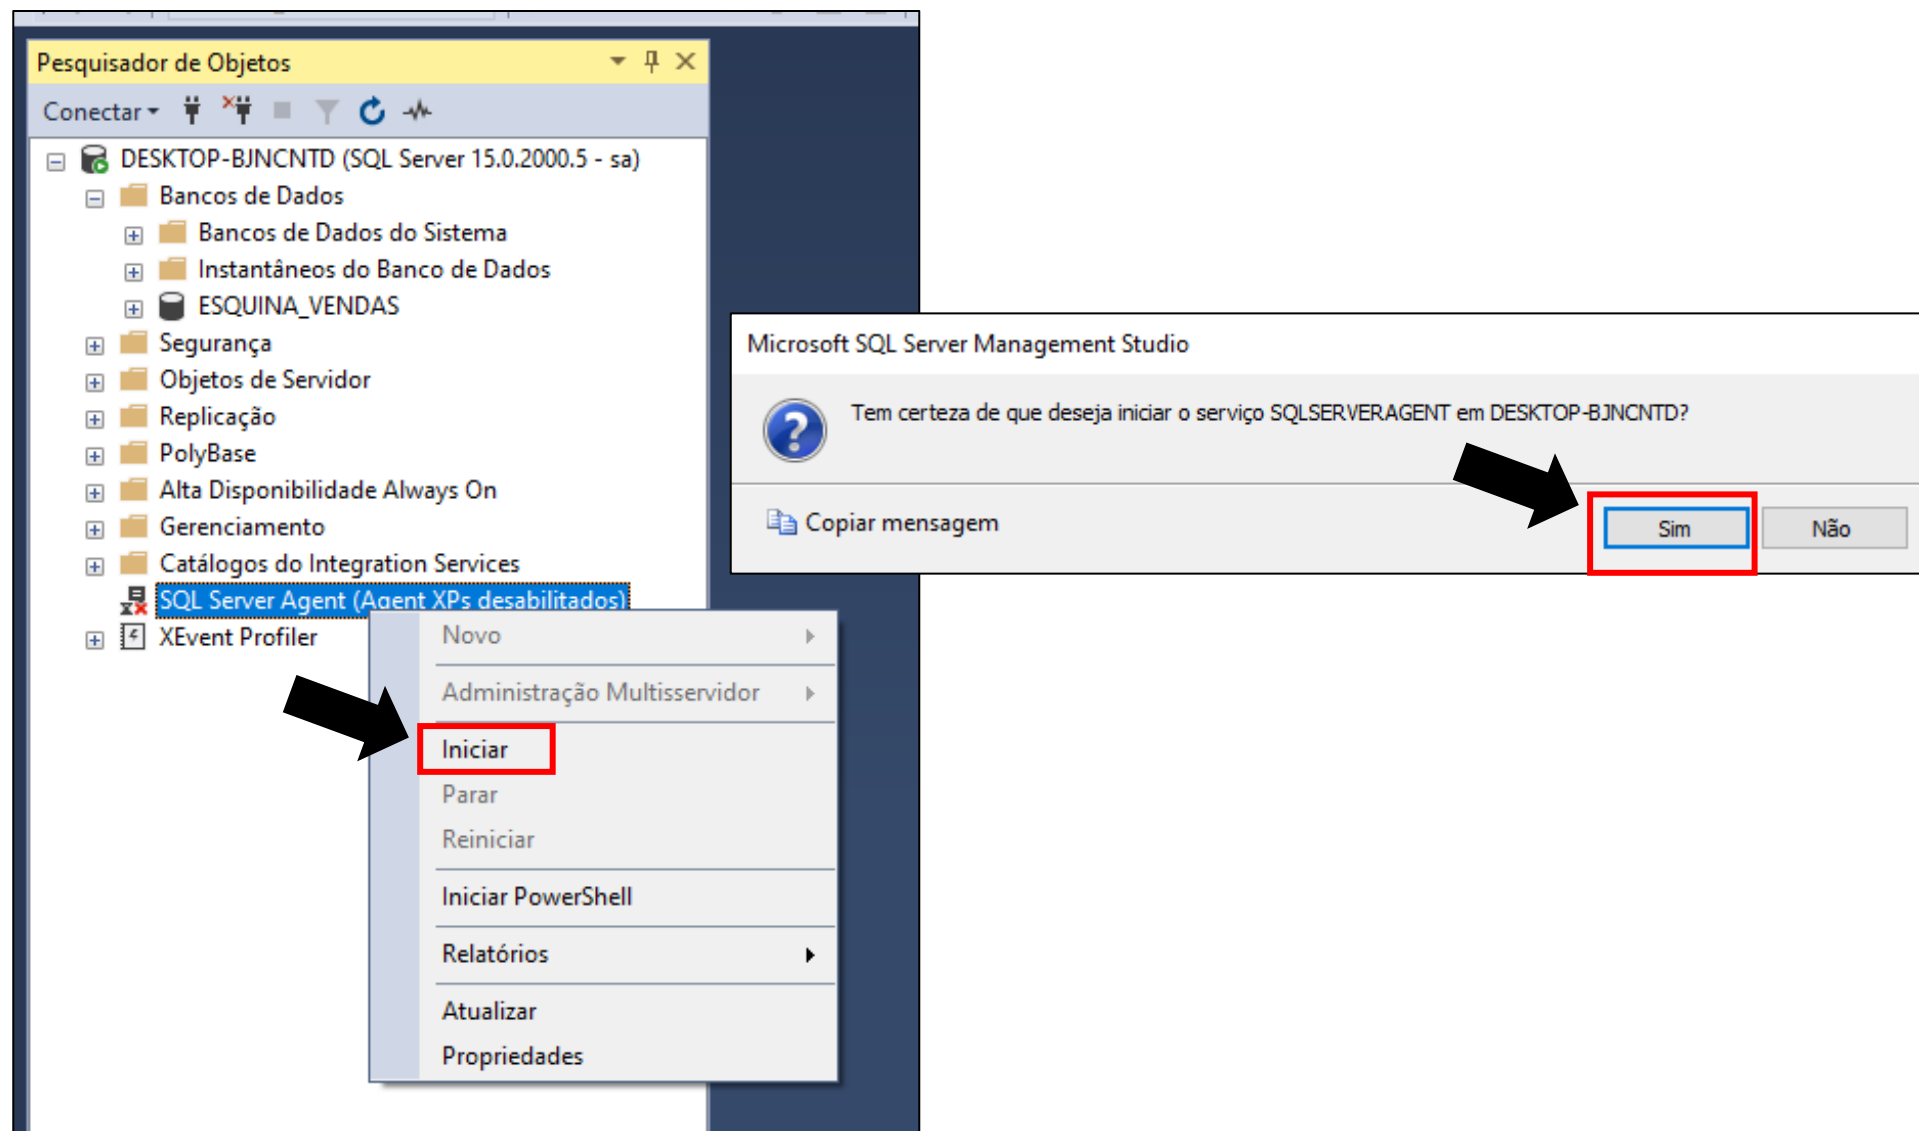 Pesquisador de Objetos
Conectar
DESKTOP-BJNCNTD (SQL Server 15.0.2000.5 - sa)
Bancos de Dados
Bancos de Dados do Sistema
Instantâneos do Banco de Dados
ESQUINA_VENDAS
Segurança
Objetos de Servidor
Replicação
PolyBase
Alta Disponibilidade Always On
Gerenciamento
Catálogos do Integration Services
SQL Server Agent (Agent XPs desabilitados)
XEvent Profiler
Novo
Administração Multisservidor
Iniciar
Parar
Reiniciar
Iniciar PowerShell
Relatórios
Atualizar
Propriedades
Microsoft SQL Server Management Studio
Tem certeza de que deseja iniciar o serviço SQLSERVERAGENT em DESKTOP-BJNCNTD?
Copiar mensagem
Sim
Não